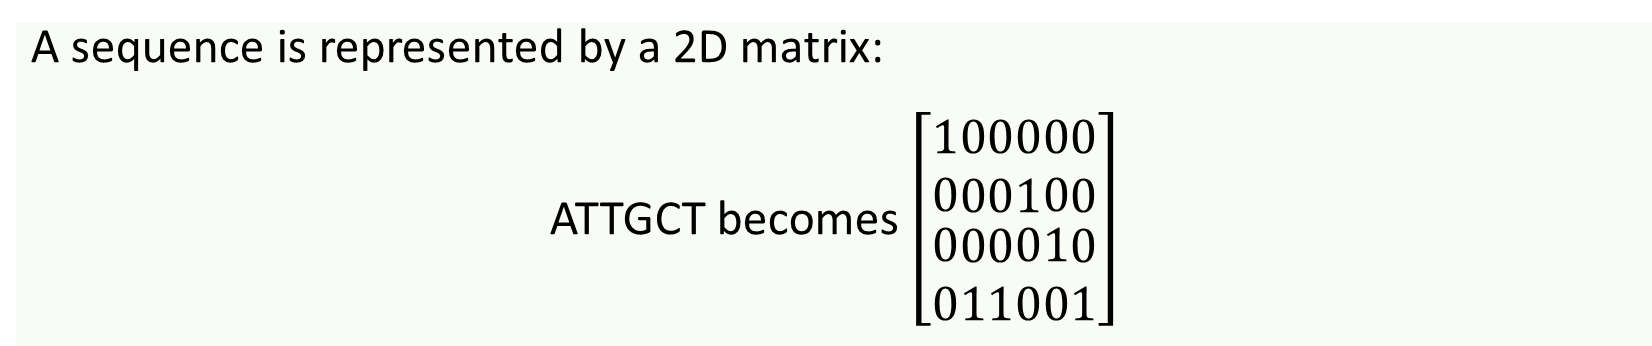 A sequence is represented by a 2D matrix:
100000
000100
ATTGCT becomes
000010
011001